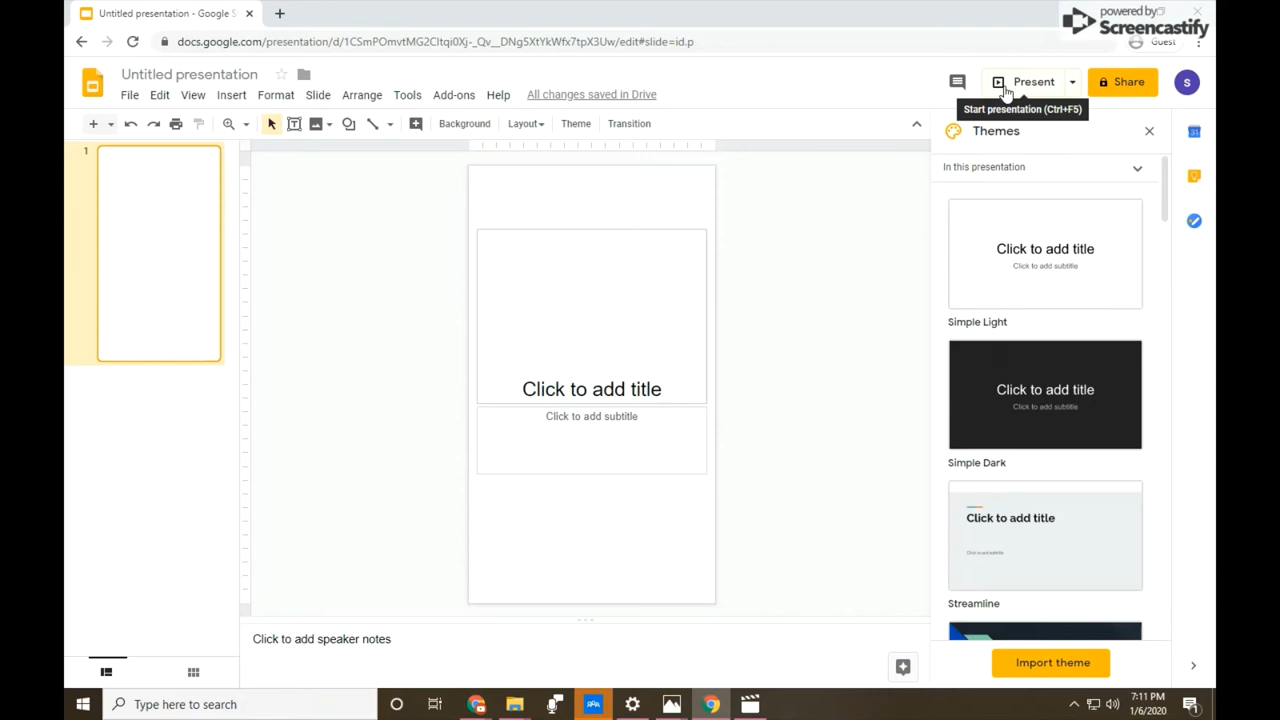 Untitled presentation - Google S
powered by
Screencastify
docs.google.com/presentation/d/
/edit#slide=id.p
Guest
Untitled presentation
File Edit View Insert Format Slide Arrange Tools Add-ons Help All changes saved in Drive
Present
Share
S
Start presentation (Ctrl+F5)
Background Layout Theme Transition
Themes
In this presentation
1
Click to add title
Click to add subtitle
Click to add title
Click to add subtitle
Simple Light
Click to add title
Click to add subtitle
Simple Dark
Click to add title
Click to add subtitle
Streamline
Click to add speaker notes
Import theme
Type here to search
7:11 PM
1/6/2020